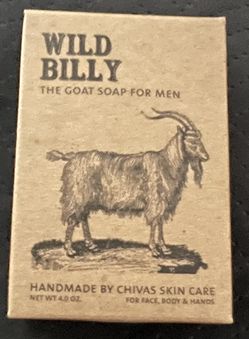 WILD
BILLY
THE GOAT SOAP FOR MEN
HANDMADE BY CHIVAS SKIN CARE
NET WT 4.0 OZ. FOR FACE, BODY & HANDS